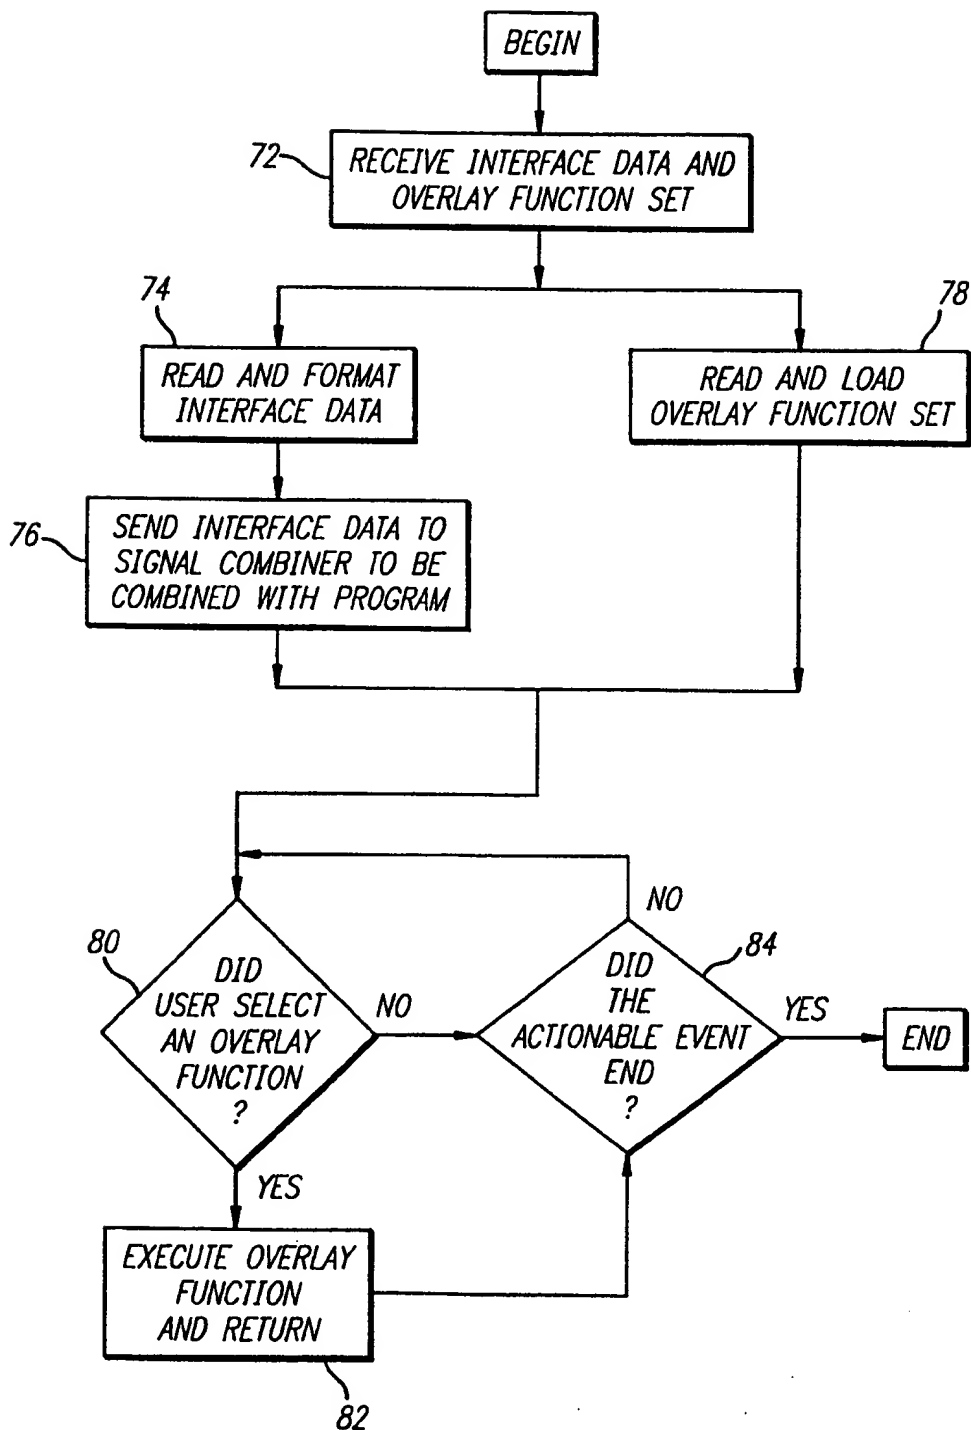 BEGIN
72
RECEIVE INTERFACE DATA AND
OVERLAY FUNCTION SET
74
READ AND FORMAT
INTERFACE DATA
78
READ AND LOAD
OVERLAY FUNCTION SET
76
SEND INTERFACE DATA TO
SIGNAL COMBINER TO BE
COMBINED WITH PROGRAM
80
DID
USER SELECT
AN OVERLAY
FUNCTION
?
NO
YES
84
DID
THE
ACTIONABLE EVENT
END
?
NO
YES
END
EXECUTE OVERLAY
FUNCTION
AND RETURN
82